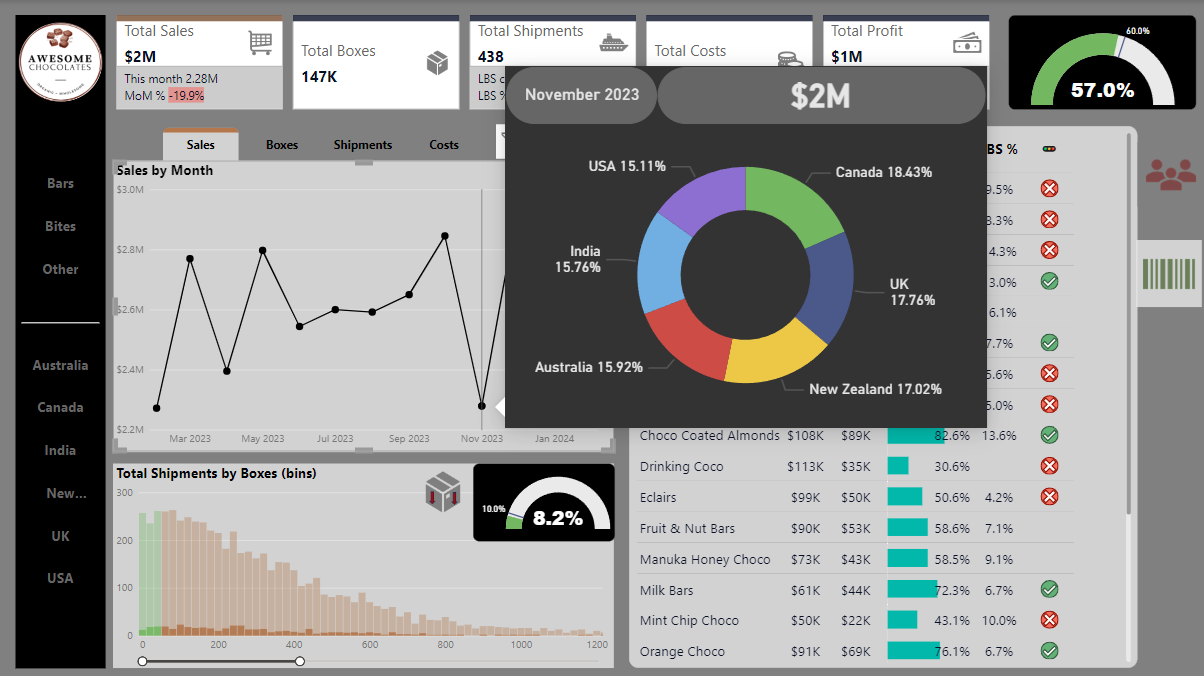 AWESOME
CHOCOLATES
Total Sales
$2M
This month 2.28M
MoM % -19.9%
Total Boxes
147K
Total Shipments
438
LBS
LBS %
Total Costs
Total Profit
$1M
60.0%
57.0%
November 2023
$2M
USA 15.11%
Canada 18.43%
India
15.76%
UK
17.76%
Australia 15.92%
New Zealand 17.02%
Bars
Bites
Other
Australia
Canada
India
New...
UK
USA
Sales
Boxes
Shipments
Costs
Sales by Month
$3.0M
$2.8M
$2.6M
$2.4M
$2.2M
Mar 2023
May 2023
Jul 2023
Sep 2023
Nov 2023
Jan 2024
Total Shipments by Boxes (bins)
300
200
100
0
0
200
400
600
800
1000
1200
10.0%
8.2%
BS %
9.5%
3.3%
4.3%
3.0%
6.1%
7.7%
5.6%
5.0%
Choco Coated Almonds $108K $89K 82.6% 13.6%
Drinking Coco $113K $35K 30.6%
Eclairs $99K $50K 50.6% 4.2%
Fruit & Nut Bars $90K $53K 58.6% 7.1%
Manuka Honey Choco $73K $43K 58.5% 9.1%
Milk Bars $61K $44K 72.3% 6.7%
Mint Chip Choco $50K $22K 43.1% 10.0%
Orange Choco $91K $69K 76.1% 6.7%